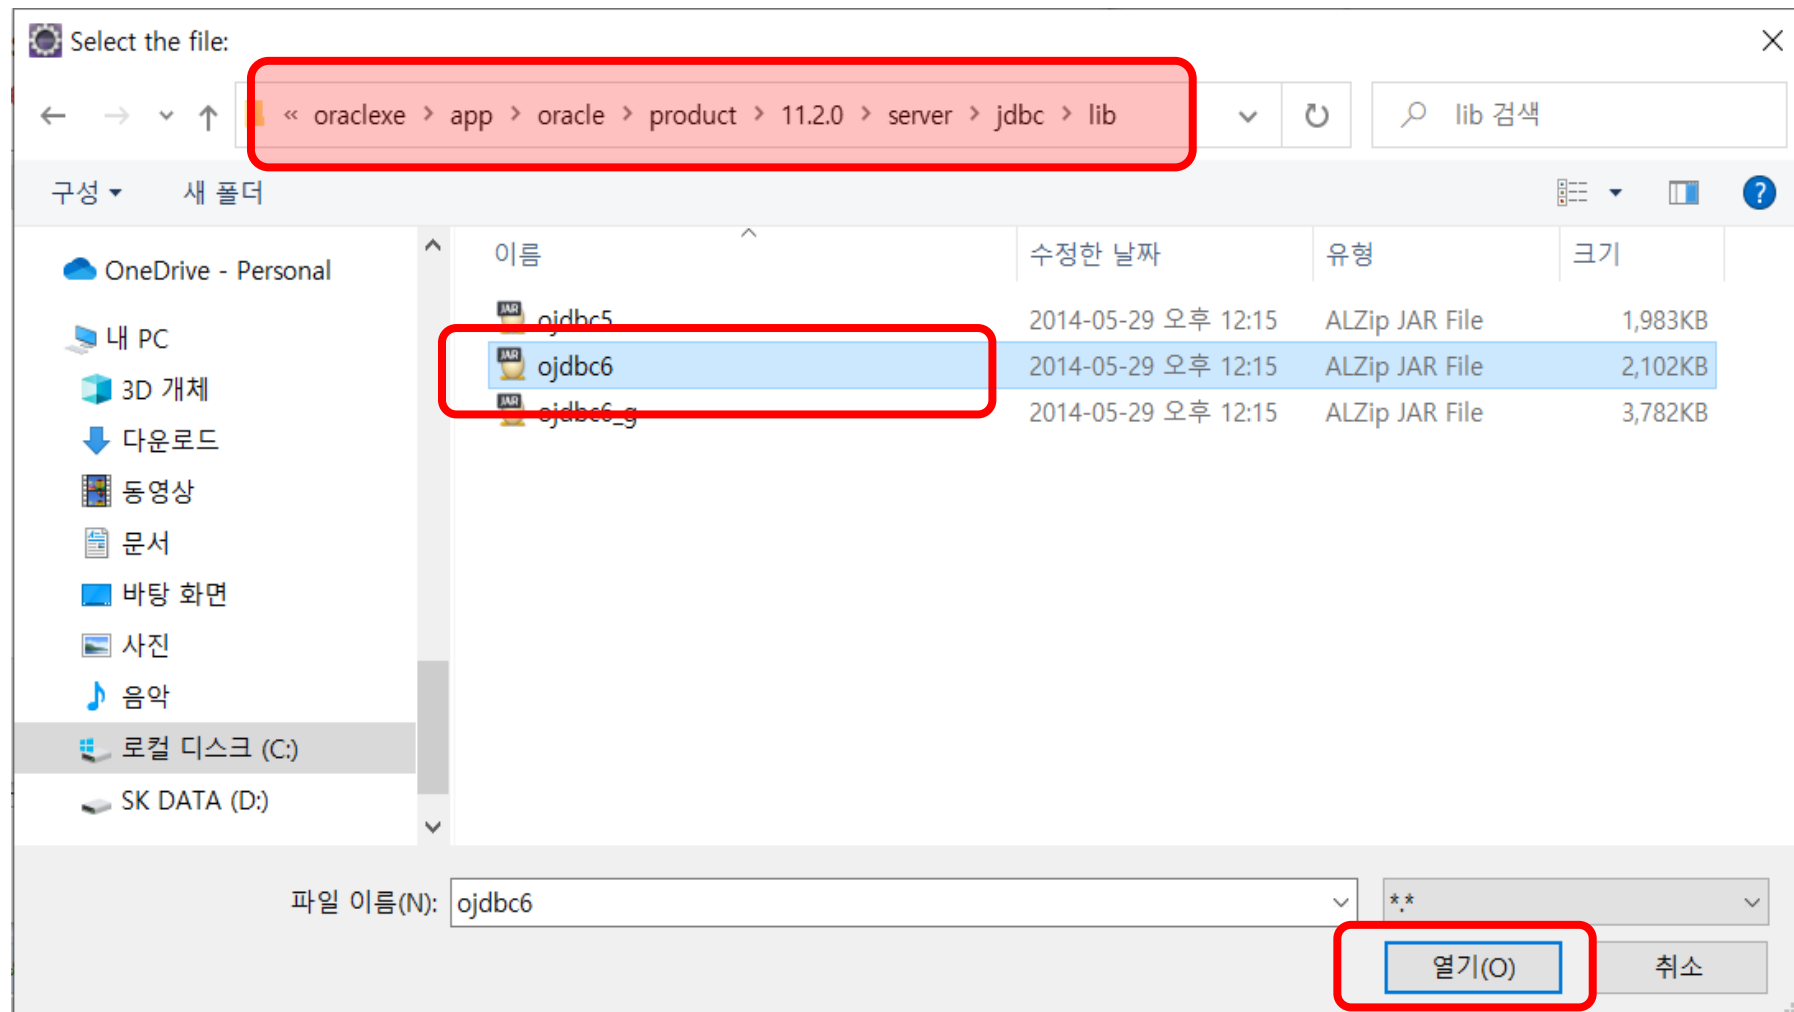 Select the file:
« oraclexe > app > oracle > product > 11.2.0 > server > jdbc > lib
lib 검색
구성 새 폴더
?
이름 수정한 날짜 유형 크기
OneDrive - Personal
내 PC
3D 개체
다운로드
동영상
문서
바탕 화면
사진
음악
로컬 디스크 (C:)
SK DATA (D:)
JAR ojdbc5 2014-05-29 오후 12:15 ALZip JAR File 1,983KB
JAR ojdbc6 2014-05-29 오후 12:15 ALZip JAR File 2,102KB
JAR ojdbc6_g 2014-05-29 오후 12:15 ALZip JAR File 3,782KB
파일 이름(N): ojdbc6 *.*
열기(O) 취소